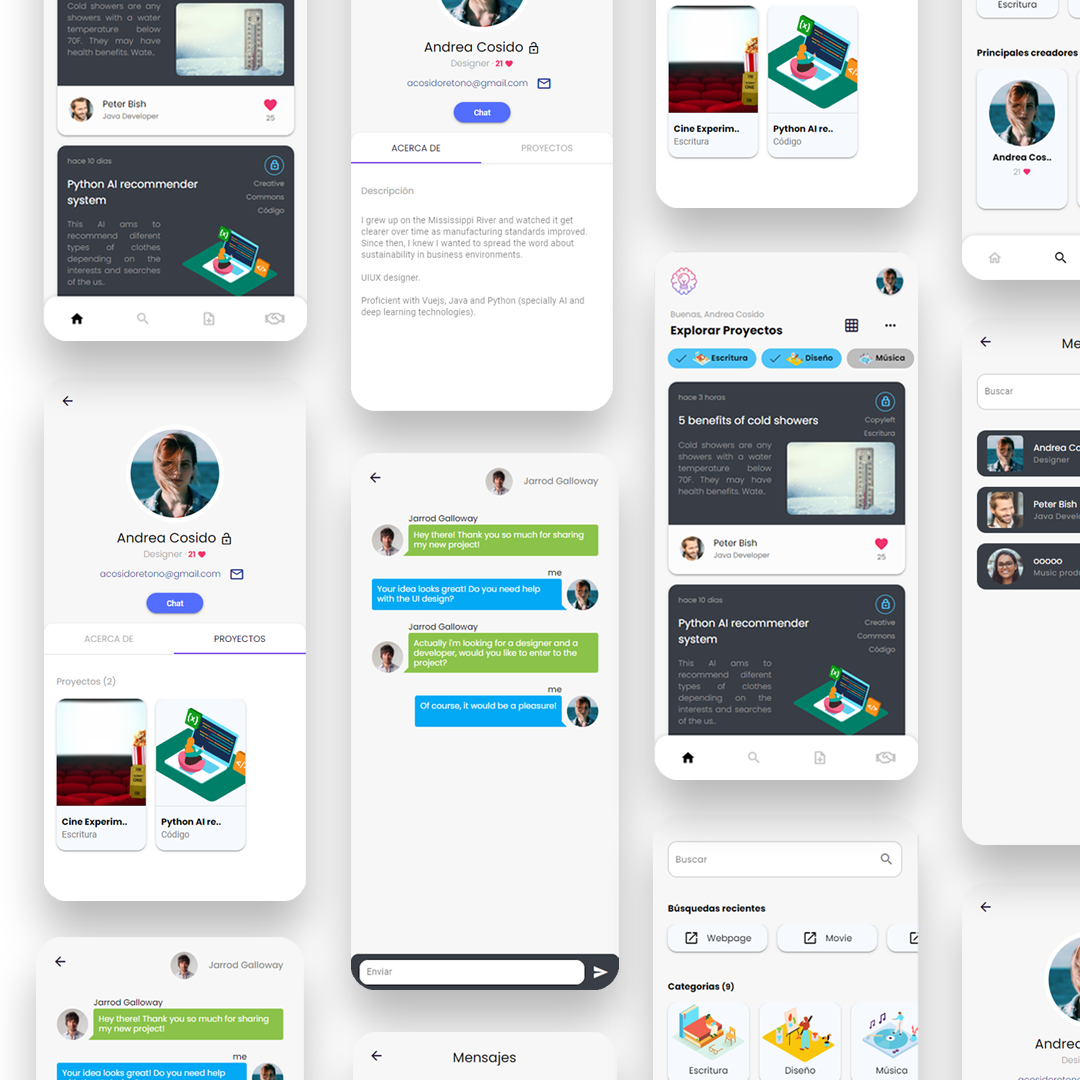 Cold showers are any
showers with a water
temperature below
70F. They may have
health benefits. Wate..
Peter Bish
Java Developer
25
hace 10 dias
Python AI recommender
system
Creative
Commons
Código
This AI ams to
recommend diferent
types of clothes
depending on the
interests and searches
of the us..
Andrea Cosido
Designer · 21
acosidoretono@gmail.com
Chat
ACERCA DE
PROYECTOS
Proyectos (2)
Cine Experim..
Escritura
Python AI re..
Código
Jarrod Galloway
Jarrod Galloway
Hey there! Thank you so much for sharing
my new project!
me
Your idea looks great! Do you need help
Andrea Cosido
Designer · 21
acosidoretono@gmail.com
Chat
ACERCA DE
PROYECTOS
Descripción
I grew up on the Mississippi River and watched it get
clearer over time as manufacturing standards improved.
Since then, I knew I wanted to spread the word about
sustainability in business environments.
UIUX designer.
Proficient with Vuejs, Java and Python (specially AI and
deep learning technologies).
Jarrod Galloway
Jarrod Galloway
Hey there! Thank you so much for sharing
my new project!
me
Your idea looks great! Do you need help
with the UI design?
Jarrod Galloway
Actually i'm looking for a designer and a
developer, would you like to enter to the
project?
me
Of course, it would be a pleasure!
Enviar
Mensajes
Cine Experim..
Escritura
Python AI re..
Código
Buenas, Andrea Cosido
Explorar Proyectos
Escritura
Diseño
Música
hace 3 horas
5 benefits of cold showers
Copyleft
Escritura
Cold showers are any
showers with a water
temperature below
70F. They may have
health benefits. Wate..
Peter Bish
Java Developer
25
hace 10 dias
Python AI recommender
system
Creative
Commons
Código
This AI ams to
recommend diferent
types of clothes
depending on the
interests and searches
of the us..
Buscar
Búsquedas recientes
Webpage
Movie
Categorias (9)
Escritura
Diseño
Música
Escritura
Principales creadores
Andrea Cos..
21
Me
Buscar
Andrea Co
Designer
Peter Bish
Java Develo
ooooo
Music prod
Andrea
Desi
acosidoreto